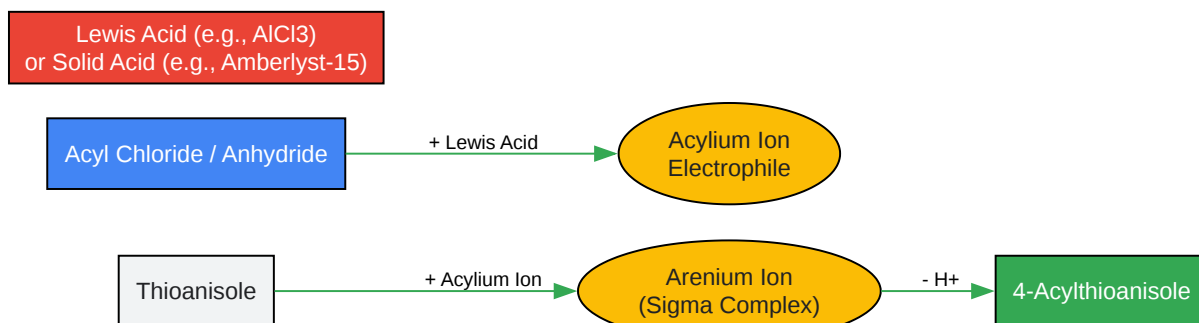 Lewis Acid (e.g., AlCl3)
or Solid Acid (e.g., Amberlyst-15)
Acyl Chloride / Anhydride
+ Lewis Acid
Acylium Ion
Electrophile
Thioanisole
+ Acylium Ion
Arenium Ion
(Sigma Complex)
- H+
4-Acylthioanisole